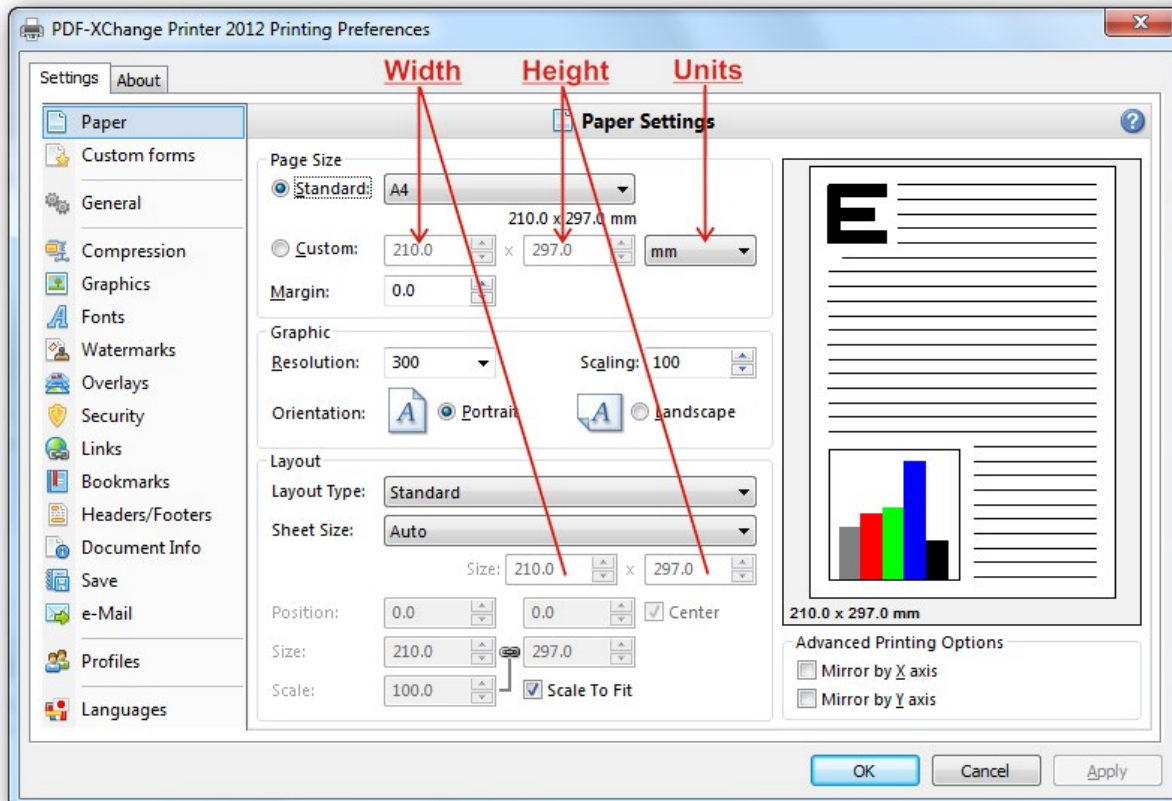 PDF-XChange Printer 2012 Printing Preferences
Settings About
Width Height Units
Paper
Custom forms
General
Compression
Graphics
Fonts
Watermarks
Overlays
Security
Links
Bookmarks
Headers/Footers
Document Info
Save
e-Mail
Profiles
Languages
Paper Settings
Page Size
Standard: A4
210.0 x 297.0 mm
Custom: 210.0 x 297.0 mm
Margin: 0.0
Graphic
Resolution: 300 Scaling: 100
Orientation: A Portrait A Landscape
Layout
Layout Type: Standard
Sheet Size: Auto
Size: 210.0 x 297.0
Position: 0.0 0.0 Center
Size: 210.0 297.0
Scale: 100.0 Scale To Fit
E
210.0 x 297.0 mm
Advanced Printing Options
Mirror by X axis
Mirror by Y axis
OK Cancel Apply